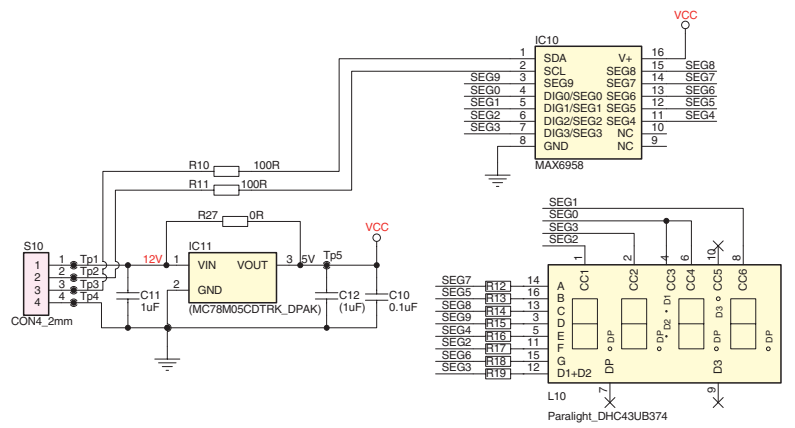 VCC
IC10
1 SDA V+ 16
2 SCL SEG8 15 SEG8
SEG9 3 SEG9 SEG7 14 SEG7
SEG0 4 DIG0/SEG0 SEG6 13 SEG6
SEG1 5 DIG1/SEG1 SEG5 12 SEG5
SEG2 6 DIG2/SEG2 SEG4 11 SEG4
SEG3 7 DIG3/SEG3 NC 10
8 GND NC 9
MAX6958
R10 100R
R11 100R
R27 0R
VCC
S10
1 1 Tp1
2 2 Tp2
3 3 Tp3
4 4 Tp4
CON4_2mm
12V
IC11
1 VIN VOUT 3 5V Tp5
2 GND
(MC78M05CDTRK_DPAK)
C11
1uF
C12
(1uF)
C10
0.1uF
SEG1
SEG0
SEG3
SEG2
1 2 4 6 10 8
CC1 CC2 CC3 CC4 CC5 CC6
SEG7 R12 14 A
SEG5 R13 16 B
SEG8 R14 13 C
SEG9 R15 3 D
SEG4 R16 5 E
SEG2 R17 11 F
SEG6 R18 15 G
SEG3 R19 12 D1+D2
D1
D2
D3
DP DP DP DP
DP D3
7 9
L10
Paralight_DHC43UB374